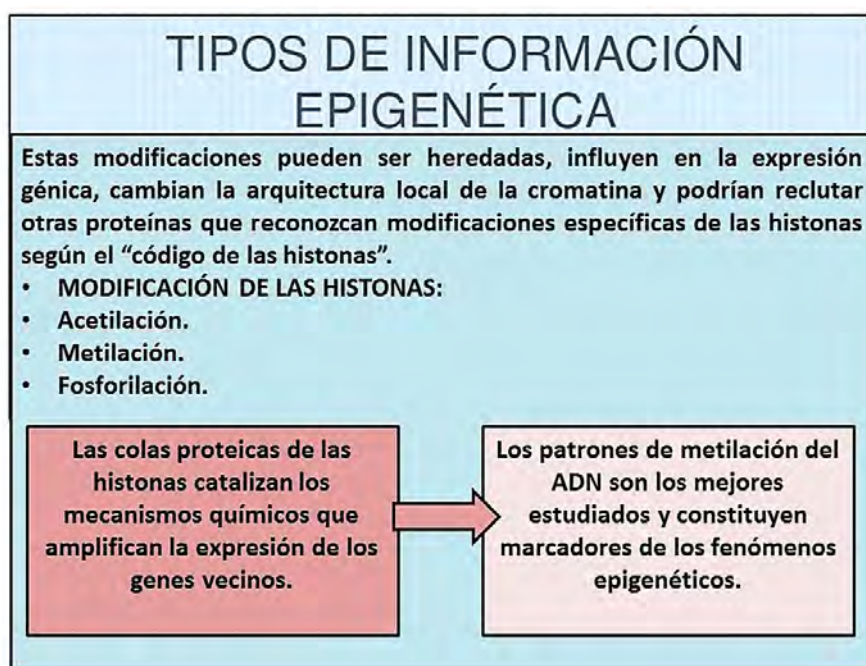 TIPOS DE INFORMACIÓN
EPIGENÉTICA
Estas modificaciones pueden ser heredadas, influyen en la expresión
génica, cambian la arquitectura local de la cromatina y podrían reclutar
otras proteínas que reconozcan modificaciones específicas de las histonas
según el “código de las histonas”.
• MODIFICACIÓN DE LAS HISTONAS:
• Acetilación.
• Metilación.
• Fosforilación.
Las colas proteicas de las
histonas catalizan los
mecanismos químicos que
amplifican la expresión de los
genes vecinos.
Los patrones de metilación del
ADN son los mejores
estudiados y constituyen
marcadores de los fenómenos
epigenéticos.